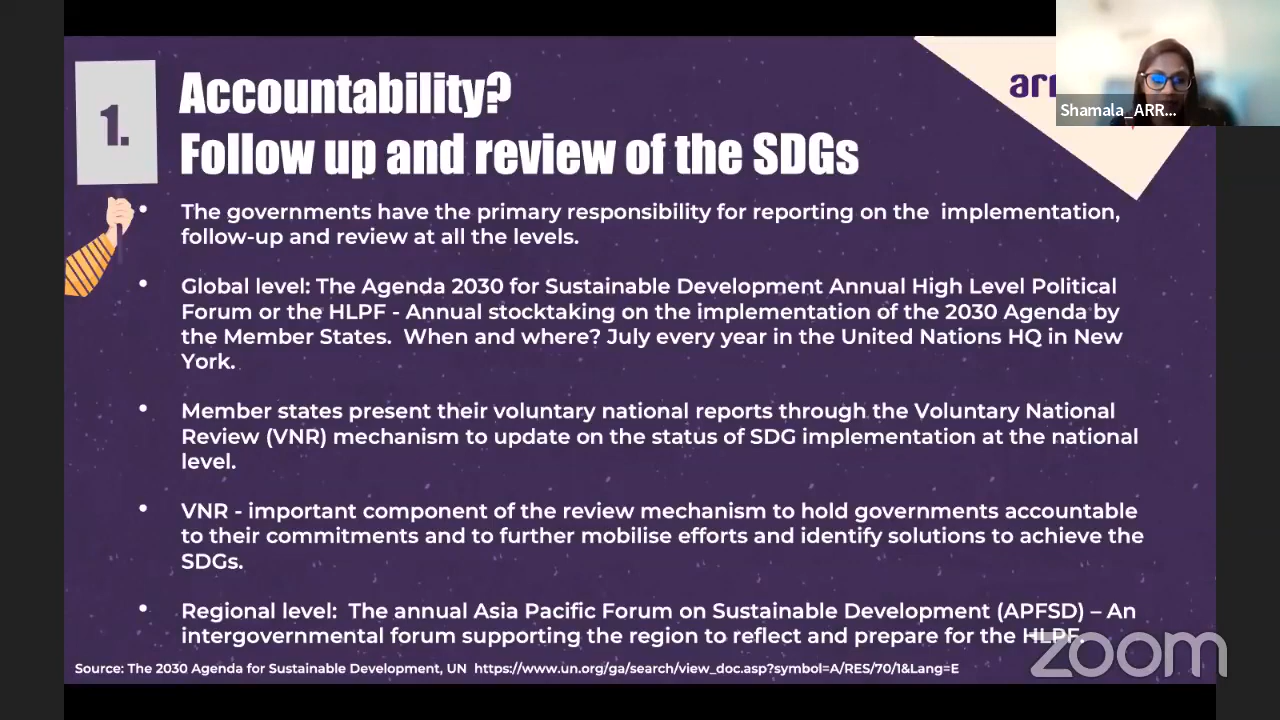 1.
Accountability?
Follow up and review of the SDGs
arr
Shamala_ARR...
• The governments have the primary responsibility for reporting on the implementation,
follow-up and review at all the levels.
• Global level: The Agenda 2030 for Sustainable Development Annual High Level Political
Forum or the HLPF - Annual stocktaking on the implementation of the 2030 Agenda by
the Member States. When and where? July every year in the United Nations HQ in New
York.
• Member states present their voluntary national reports through the Voluntary National
Review (VNR) mechanism to update on the status of SDG implementation at the national
level.
• VNR - important component of the review mechanism to hold governments accountable
to their commitments and to further mobilise efforts and identify solutions to achieve the
SDGs.
• Regional level: The annual Asia Pacific Forum on Sustainable Development (APFSD) – An
intergovernmental forum supporting the region to reflect and prepare for the HLPF.
Source: The 2030 Agenda for Sustainable Development, UN https://www.un.org/ga/search/view_doc.asp?symbol=A/RES/70/1&Lang=E
zoom